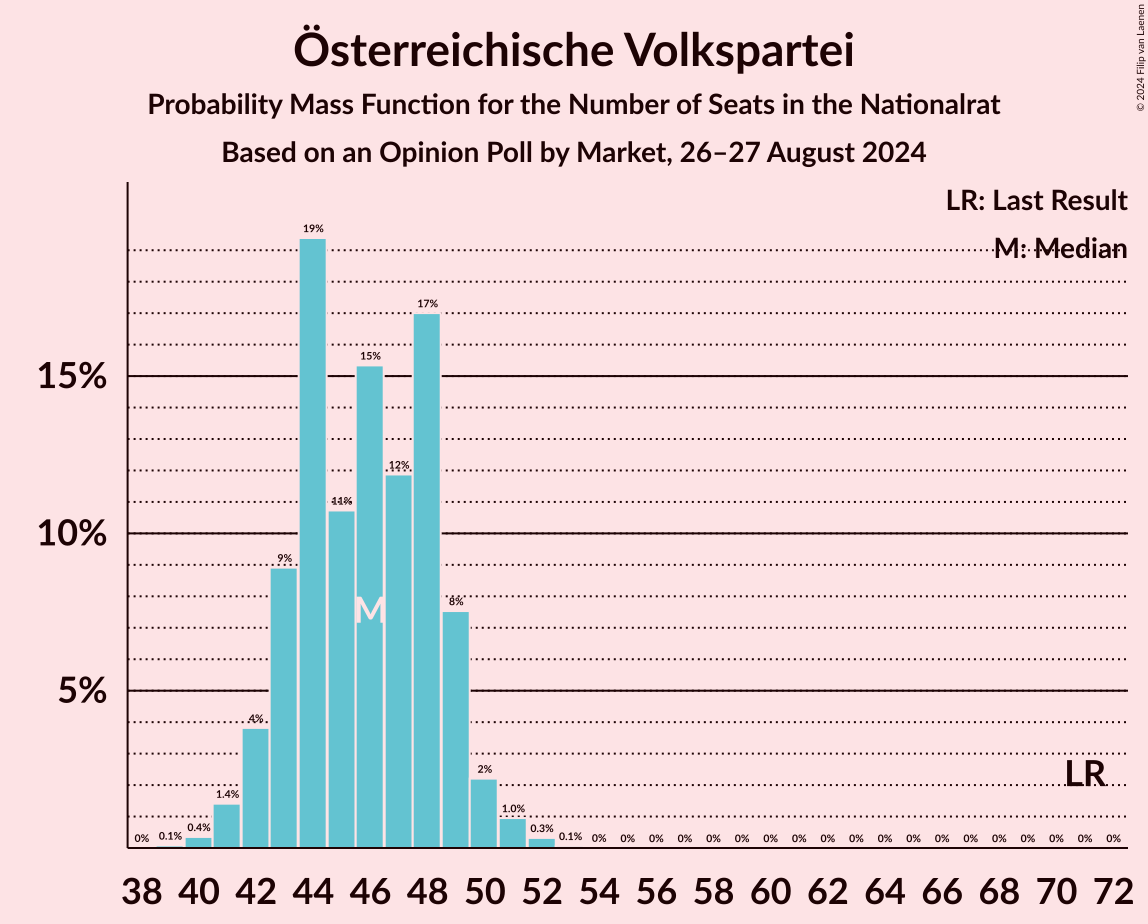 Österreichische Volkspartei
Probability Mass Function for the Number of Seats in the Nationalrat
Based on an Opinion Poll by Market, 26–27 August 2024
© 2024 Filip van Laenen
LR: Last Result
M: Median
19%
17%
15%
15%
12%
11%
10%
9%
8%
M
5%
4%
2%
LR
1.4%
1.0%
0% 0.1% 0.4% 0.3% 0.1% 0% 0% 0% 0% 0% 0% 0% 0% 0% 0% 0% 0% 0% 0% 0% 0% 0% 0% 0%
38 40 42 44 46 48 50 52 54 56 58 60 62 64 66 68 70 72